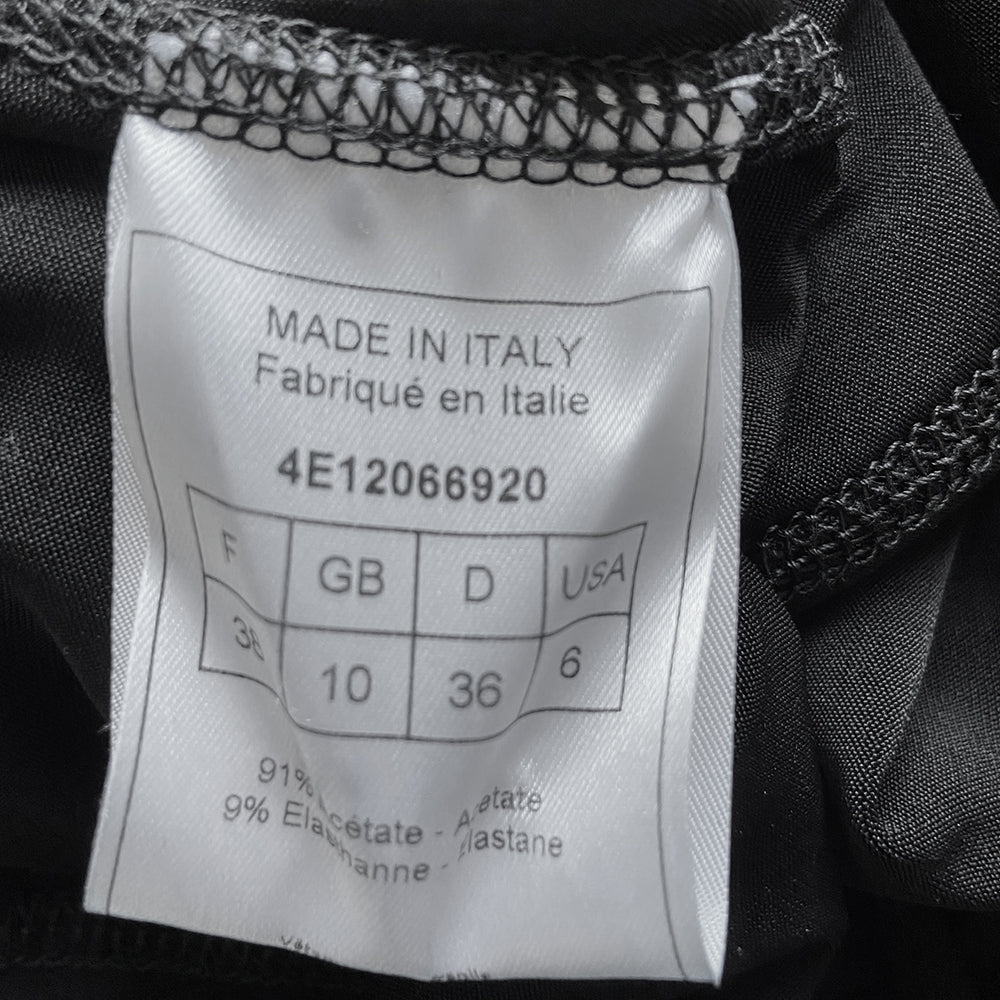 MADE IN ITALY
Fabriqué en Italie
4E12066920
F GB D USA
38 10 36 6
91% Acétate - Acetate
9% Elasthanne - Elastane